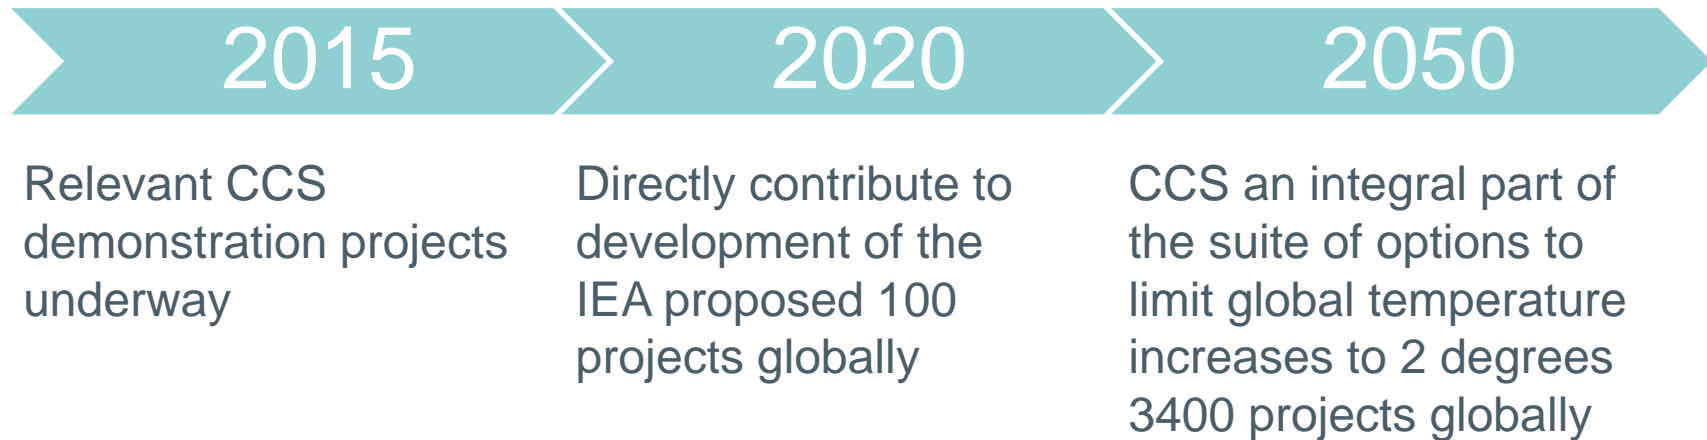 2015
2020
2050
Relevant CCS
demonstration projects
underway
Directly contribute to
development of the
IEA proposed 100
projects globally
CCS an integral part of
the suite of options to
limit global temperature
increases to 2 degrees
3400 projects globally